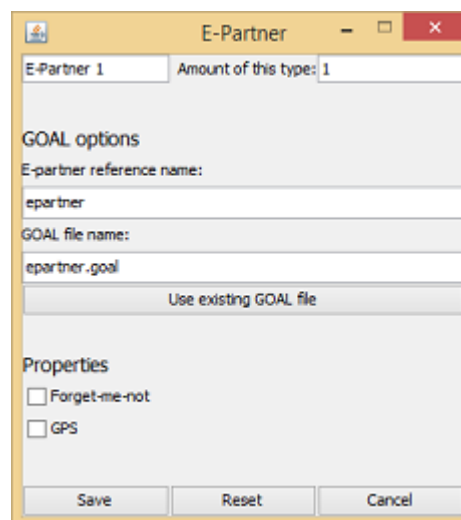 E-Partner
E-Partner 1 Amount of this type: 1
GOAL options
E-partner reference name:
epartner
GOAL file name:
epartner.goal
Use existing GOAL file
Properties
Forget-me-not
GPS
Save Reset Cancel